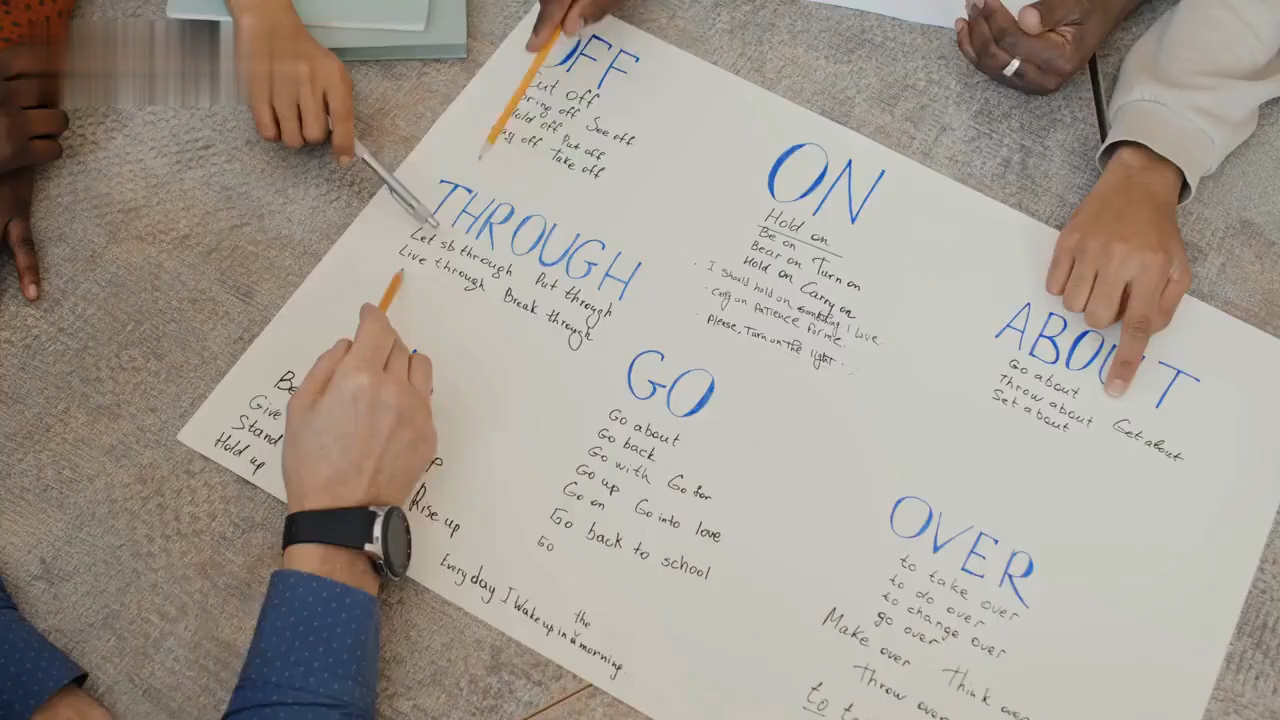 OFF
Cut off
off See off
Hold off Put off
off Take off
THROUGH
Let sb through Put through
Live through Break through
ON
Hold on
Be on
Bear on Turn on
Hold on Carry on
· I should hold on something I love.
· Carry on patience for me.
· Please, Turn on the light.
ABOUT
Go about
Throw about Get about
Set about
GO
Go about
Go back
Go with Go for
Go up
Go on Go into love
Go back to school
Go
Give
Stand
Hold up
Rise up
Every day I Wake up in a the morning
OVER
to take over
to do over
to change over
go over
Make over Think over
Throw over
to